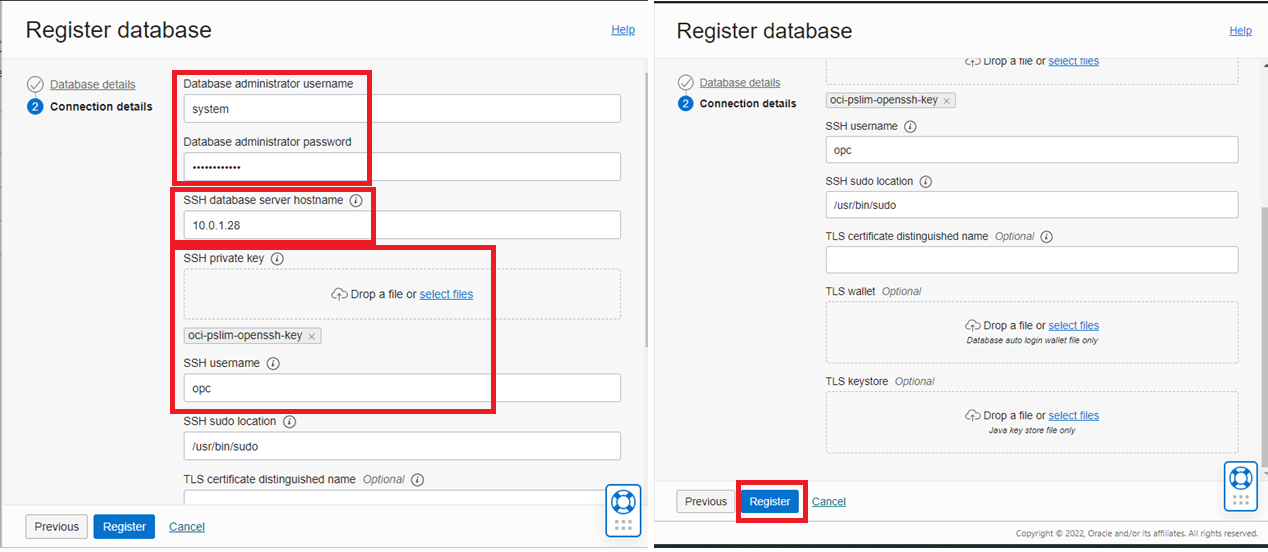 Register database
Help
Database details
2 Connection details
Database administrator username
system
Database administrator password
••••••••••••
SSH database server hostname
10.0.1.28
SSH private key
Drop a file or select files
oci-pslim-openssh-key ×
SSH username
opc
SSH sudo location
/usr/bin/sudo
TLS certificate distinguished name Optional
Previous Register Cancel
Register database
Help
Database details
2 Connection details
Drop a file or select files
oci-pslim-openssh-key ×
SSH username
opc
SSH sudo location
/usr/bin/sudo
TLS certificate distinguished name Optional
TLS wallet Optional
Drop a file or select files
Database auto login wallet file only
TLS keystore Optional
Drop a file or select files
Java key store file only
Previous Register Cancel
Copyright © 2022, Oracle and/or its affiliates. All rights reserved.